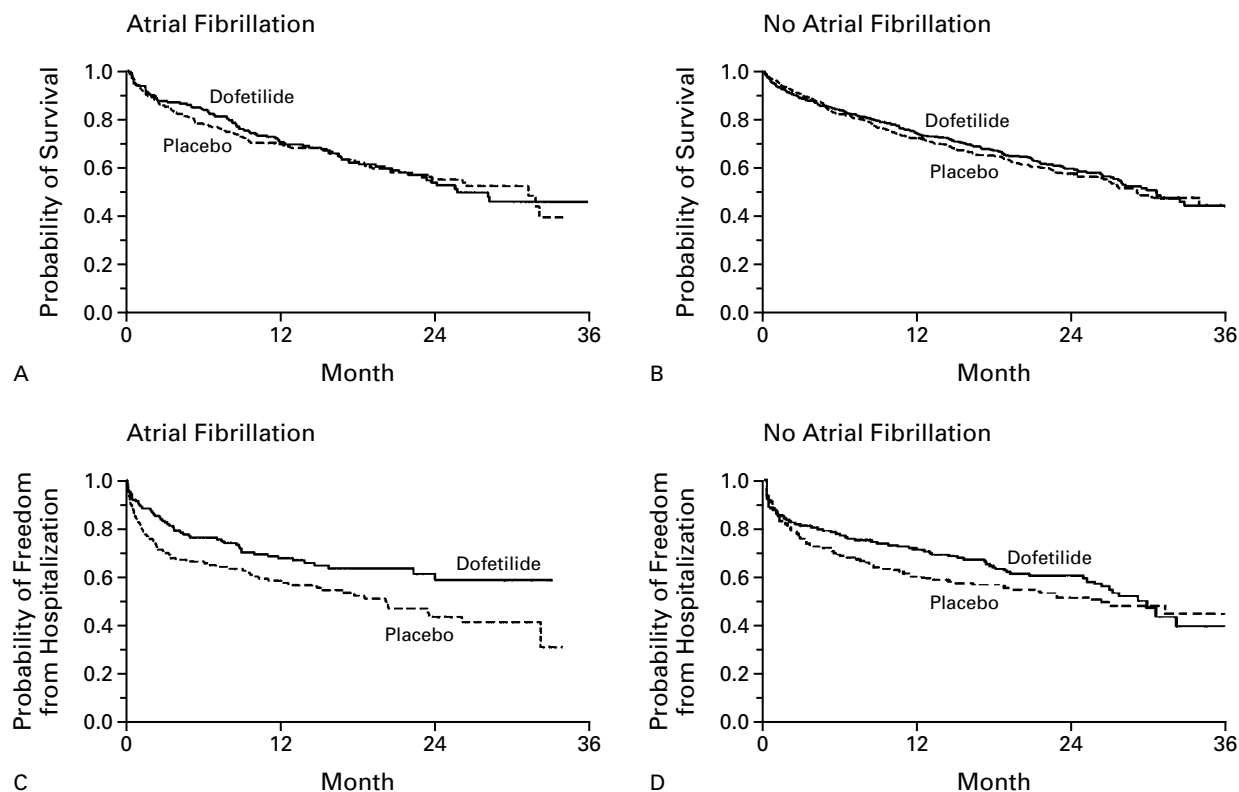 Atrial Fibrillation
Probability of Survival
1.0
0.8
0.6
0.4
0.2
0.0
Dofetilide
Placebo
0 12 24 36
Month
A
No Atrial Fibrillation
Probability of Survival
1.0
0.8
0.6
0.4
0.2
0.0
Dofetilide
Placebo
0 12 24 36
Month
B
Atrial Fibrillation
Probability of Freedom
from Hospitalization
1.0
0.8
0.6
0.4
0.2
0.0
Dofetilide
Placebo
0 12 24 36
Month
C
No Atrial Fibrillation
Probability of Freedom
from Hospitalization
1.0
0.8
0.6
0.4
0.2
0.0
Dofetilide
Placebo
0 12 24 36
Month
D